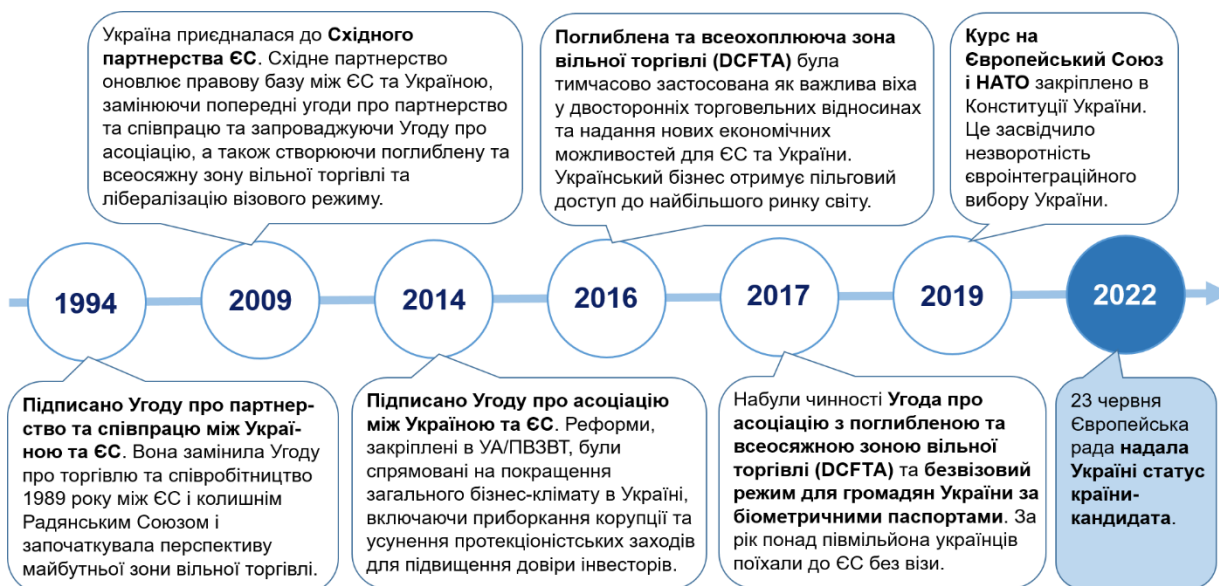 Україна приєдналася до Східного
партнерства ЄС. Східне партнерство
оновлює правову базу між ЄС та Україною,
замінюючи попередні угоди про партнерство
та співпрацю та запроваджуючи Угоду про
асоціацію, а також створюючи поглиблену та
всеосяжну зону вільної торгівлі та
лібералізацію візового режиму.
Поглиблена та всеохоплююча зона
вільної торгівлі (DCFTA) була
тимчасово застосована як важлива віха
у двосторонніх торговельних відносинах
та надання нових економічних
можливостей для ЄС та України.
Український бізнес отримує пільговий
доступ до найбільшого ринку світу.
Курс на
Європейський Союз
і НАТО закріплено в
Конституції України.
Це засвідчило
незворотність
євроінтеграційного
вибору України.
1994
2009
2014
2016
2017
2019
2022
Підписано Угоду про партнер-
ство та співпрацю між Украї-
ною та ЄС. Вона замінила Угоду
про торгівлю та співробітництво
1989 року між ЄС і колишнім
Радянським Союзом і
започаткувала перспективу
майбутньої зони вільної торгівлі.
Підписано Угоду про асоціацію
між Україною та ЄС. Реформи,
закріплені в УА/ПВЗВТ, були
спрямовані на покращення
загального бізнес-клімату в Україні,
включаючи приборкання корупції та
усунення протекціоністських заходів
для підвищення довіри інвесторів.
Набули чинності Угода про
асоціацію з поглибленою та
всеосяжною зоною вільної
торгівлі (DCFTA) та безвізовий
режим для громадян України за
біометричними паспортами. За
рік понад півмільйона українців
поїхали до ЄС без візи.
23 червня
Європейська
рада надала
Україні статус
країни-
кандидата.